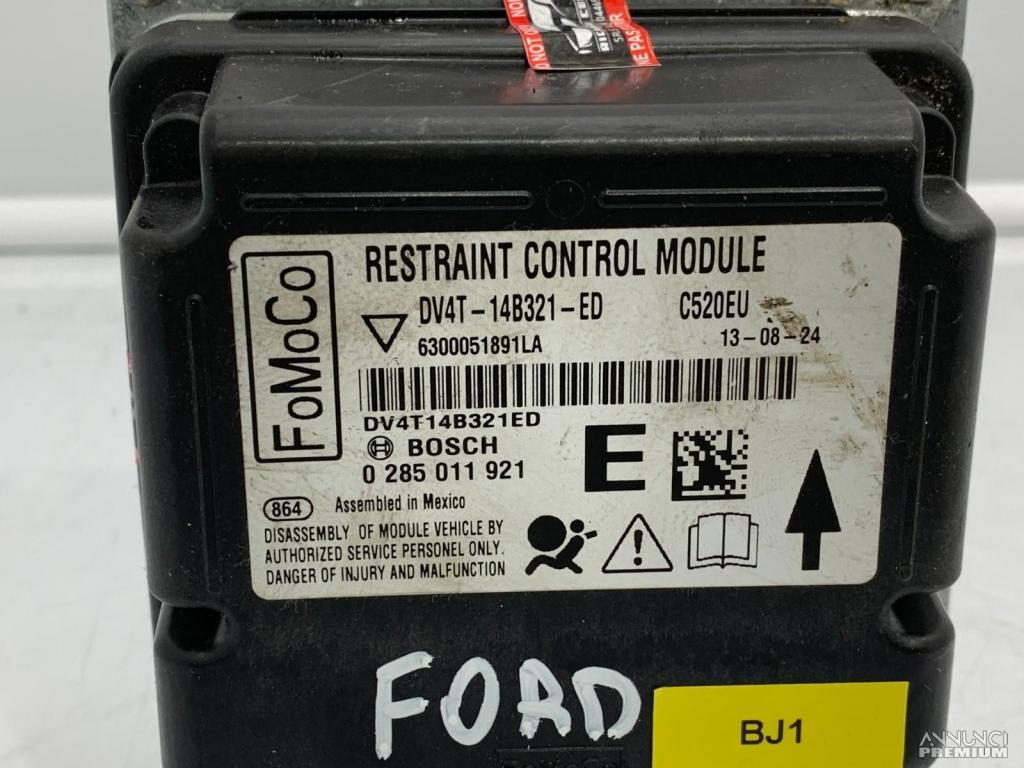 NOT
RESTRAINT CONTROL MODULE
FoMoCo
DV4T-14B321-ED C520EU
6300051891LA 13-08-24
DV4T14B321ED
BOSCH E
0 285 011 921
864 Assembled in Mexico
DISASSEMBLY OF MODULE VEHICLE BY
AUTHORIZED SERVICE PERSONEL ONLY.
DANGER OF INJURY AND MALFUNCTION
FORD
BJ1
ANNUNCI
PREMIUM